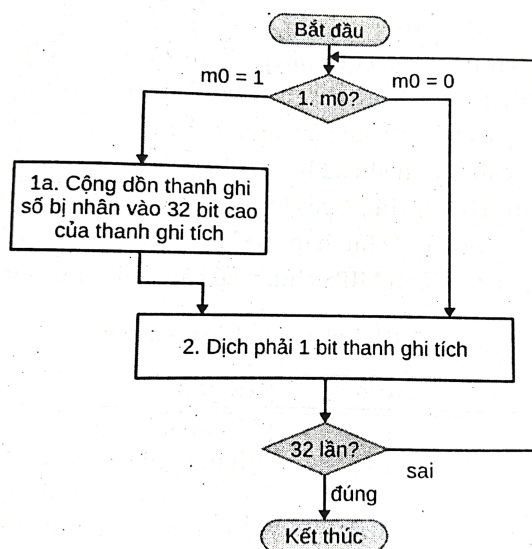 Bắt đầu
m0 = 1
m0 = 0
1. m0?
1a. Cộng dồn thanh ghi
số bị nhân vào 32 bit cao
của thanh ghi tích
2. Dịch phải 1 bit thanh ghi tích
32 lần?
sai
đúng
Kết thúc